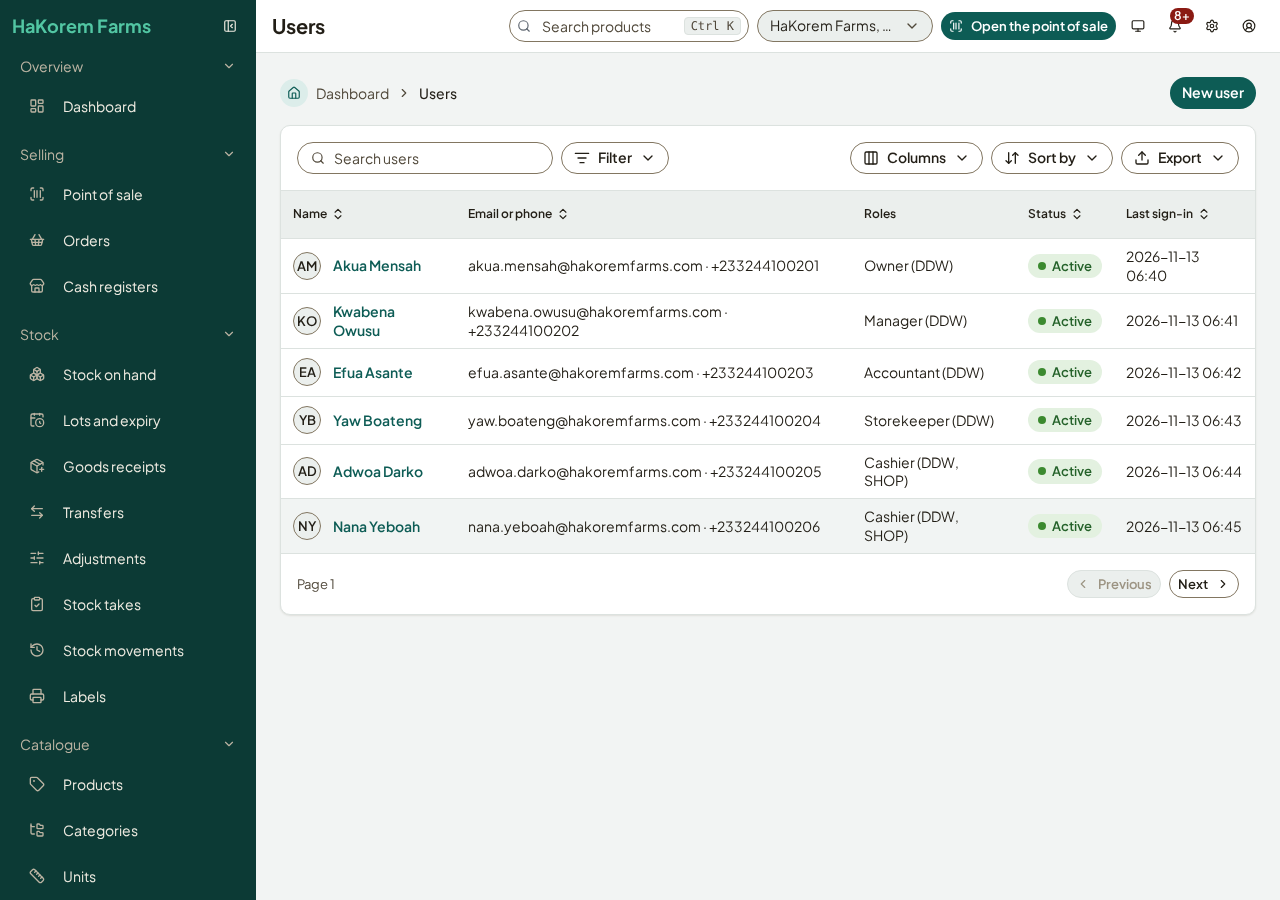 HaKorem Farms
Users
Search products
Ctrl K
HaKorem Farms, ...
Open the point of sale
8+
Overview
Dashboard
Selling
Point of sale
Orders
Cash registers
Stock
Stock on hand
Lots and expiry
Goods receipts
Transfers
Adjustments
Stock takes
Stock movements
Labels
Catalogue
Products
Categories
Units
Dashboard
Users
New user
Search users
Filter
Columns
Sort by
Export
Name
Email or phone
Roles
Status
Last sign-in
AM
Akua Mensah
akua.mensah@hakoremfarms.com · +233244100201
Owner (DDW)
Active
2026-11-13
06:40
KO
Kwabena
Owusu
kwabena.owusu@hakoremfarms.com ·
+233244100202
Manager (DDW)
Active
2026-11-13 06:41
EA
Efua Asante
efua.asante@hakoremfarms.com · +233244100203
Accountant (DDW)
Active
2026-11-13 06:42
YB
Yaw Boateng
yaw.boateng@hakoremfarms.com · +233244100204
Storekeeper (DDW)
Active
2026-11-13 06:43
AD
Adwoa Darko
adwoa.darko@hakoremfarms.com · +233244100205
Cashier (DDW,
SHOP)
Active
2026-11-13 06:44
NY
Nana Yeboah
nana.yeboah@hakoremfarms.com · +233244100206
Cashier (DDW,
SHOP)
Active
2026-11-13 06:45
Page 1
Previous
Next